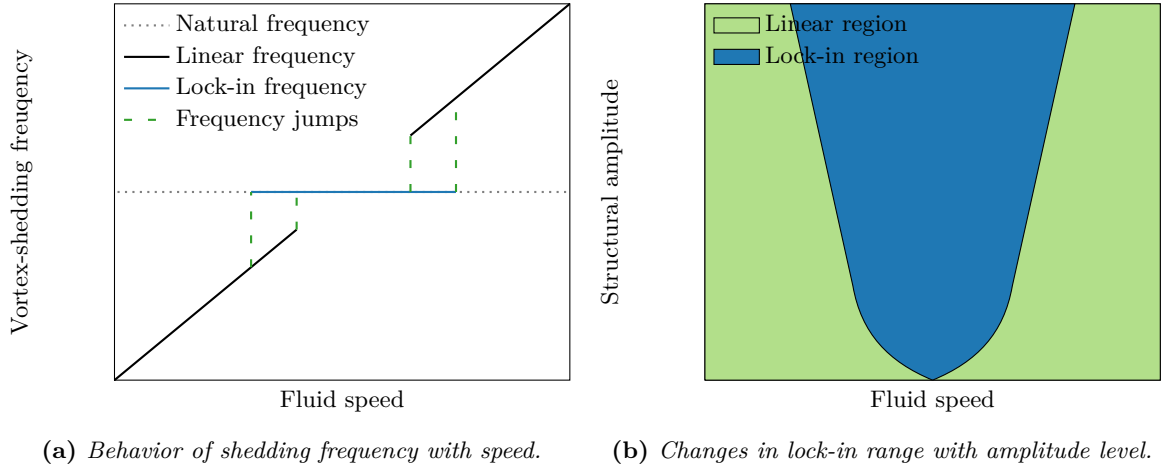 Vortex-shedding freuqency
Natural frequency
Linear frequency
Lock-in frequency
Frequency jumps
Fluid speed
(a) Behavior of shedding frequency with speed.
Structural amplitude
Linear region
Lock-in region
Fluid speed
(b) Changes in lock-in range with amplitude level.